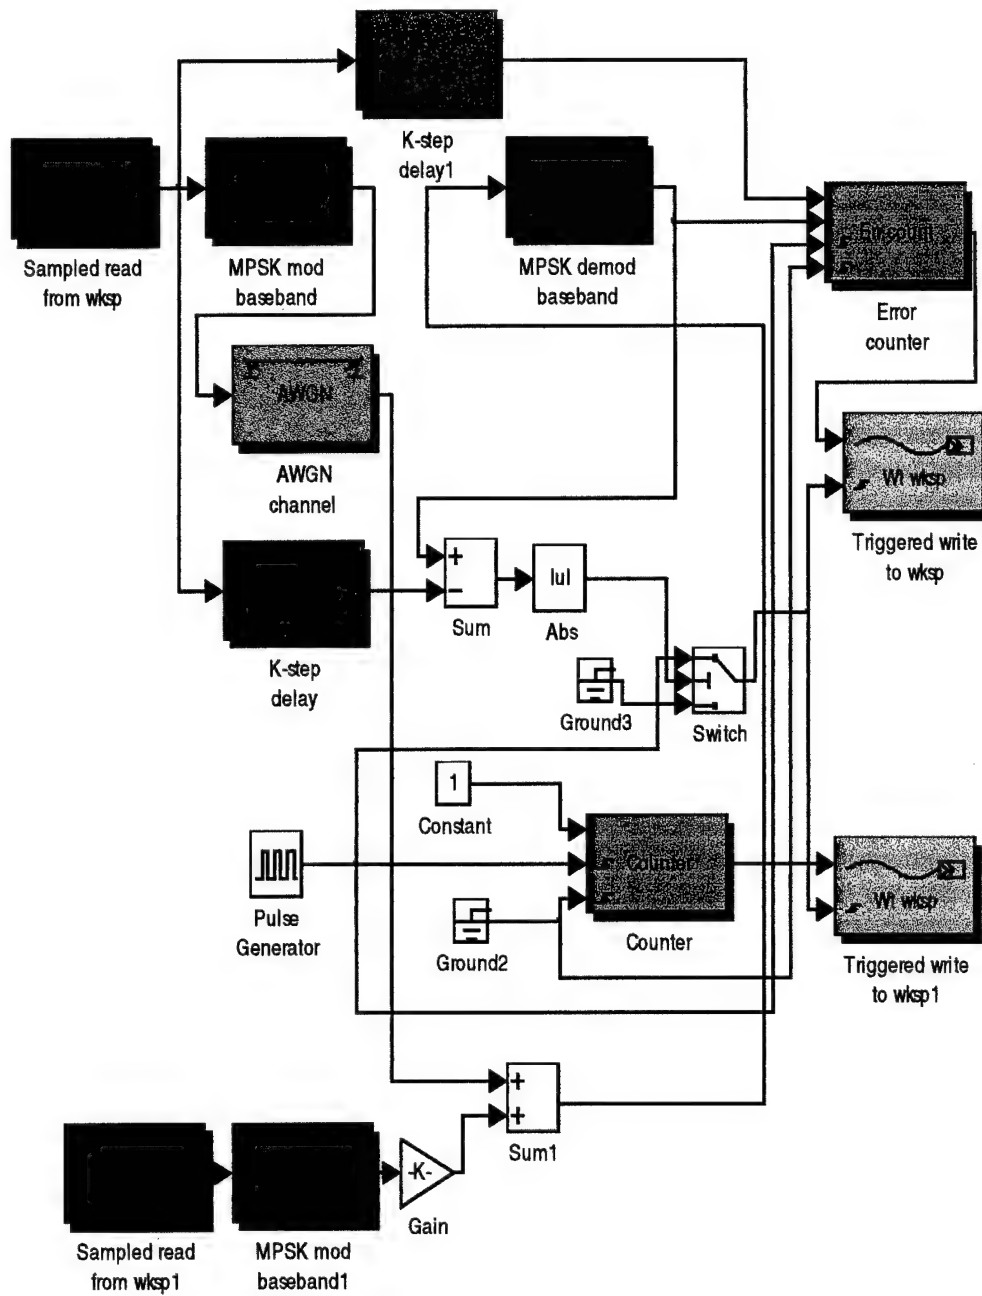 K-step
delay1
Sampled read
from wksp
MPSK mod
baseband
MPSK demod
baseband
Error
counter
AWGN
AWGN
channel
Wt wksp
Triggered write
to wksp
+
−
Sum
|u|
Abs
K-step
delay
Ground3
Switch
1
Constant
Counter
Counter
Pulse
Generator
Ground2
Wt wksp
Triggered write
to wksp1
+
+
Sum1
-K-
Gain
Sampled read
from wksp1
MPSK mod
baseband1